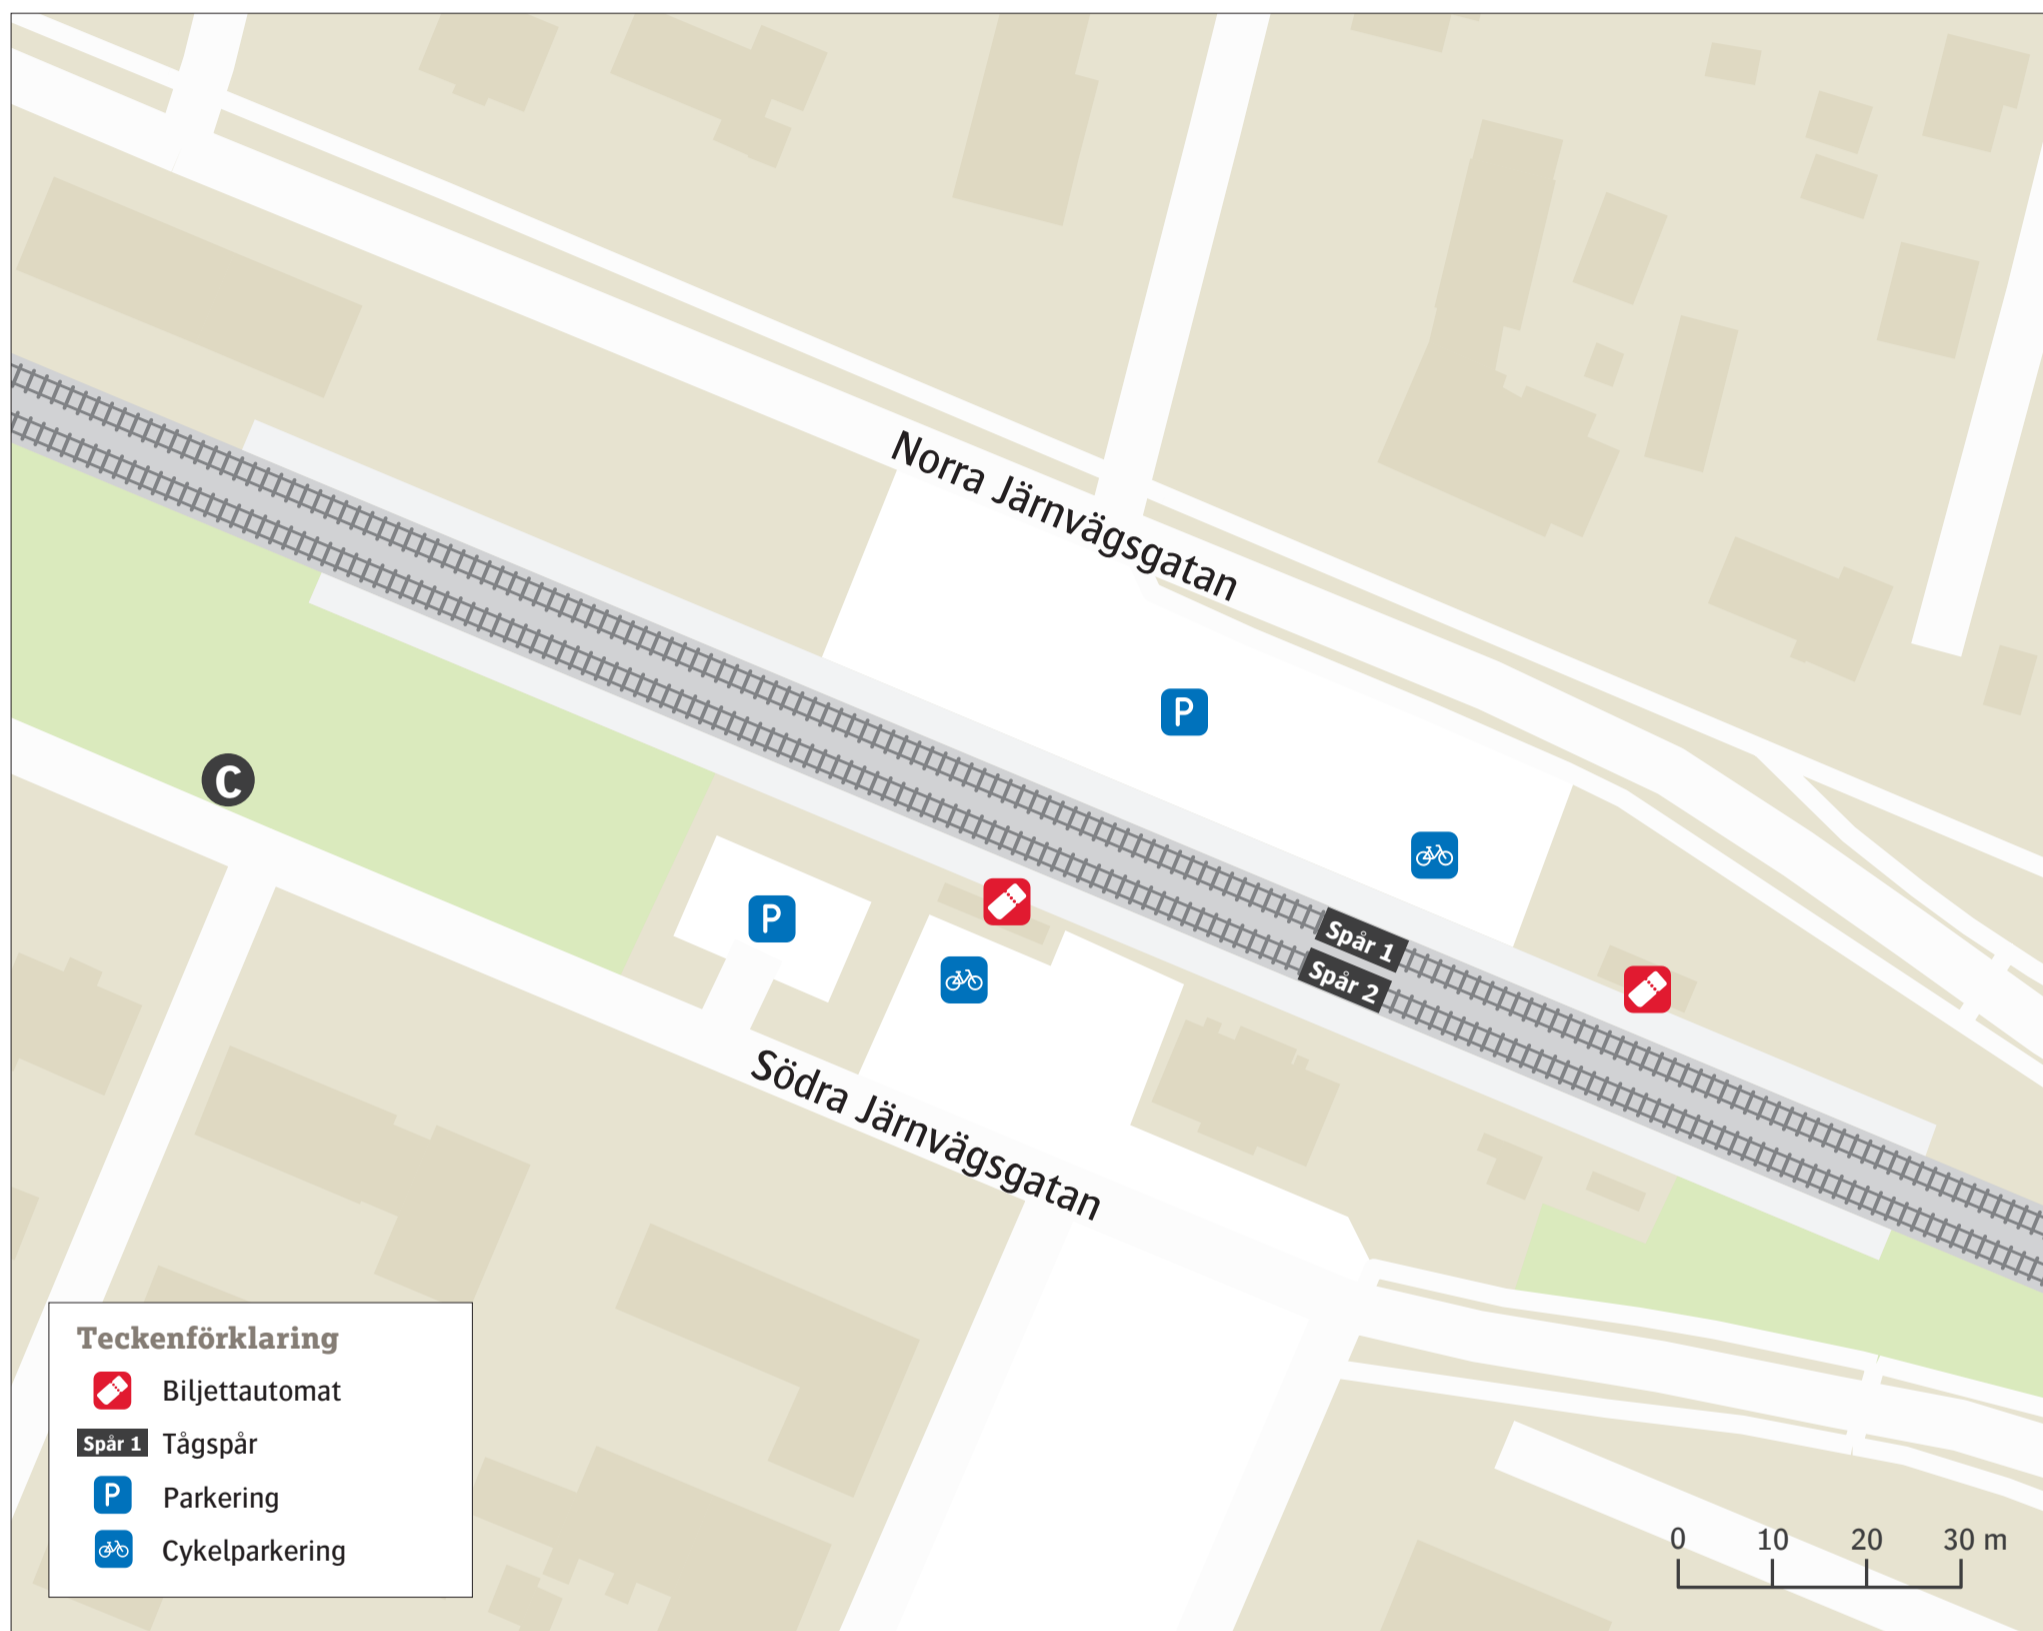 Norra Järnvägsgatan
P
C
P
Spår 1
Spår 2
Södra Järnvägsgatan
Teckenförklaring
Biljettautomat
Spår 1 Tågspår
P Parkering
Cykelparkering
0 10 20 30 m